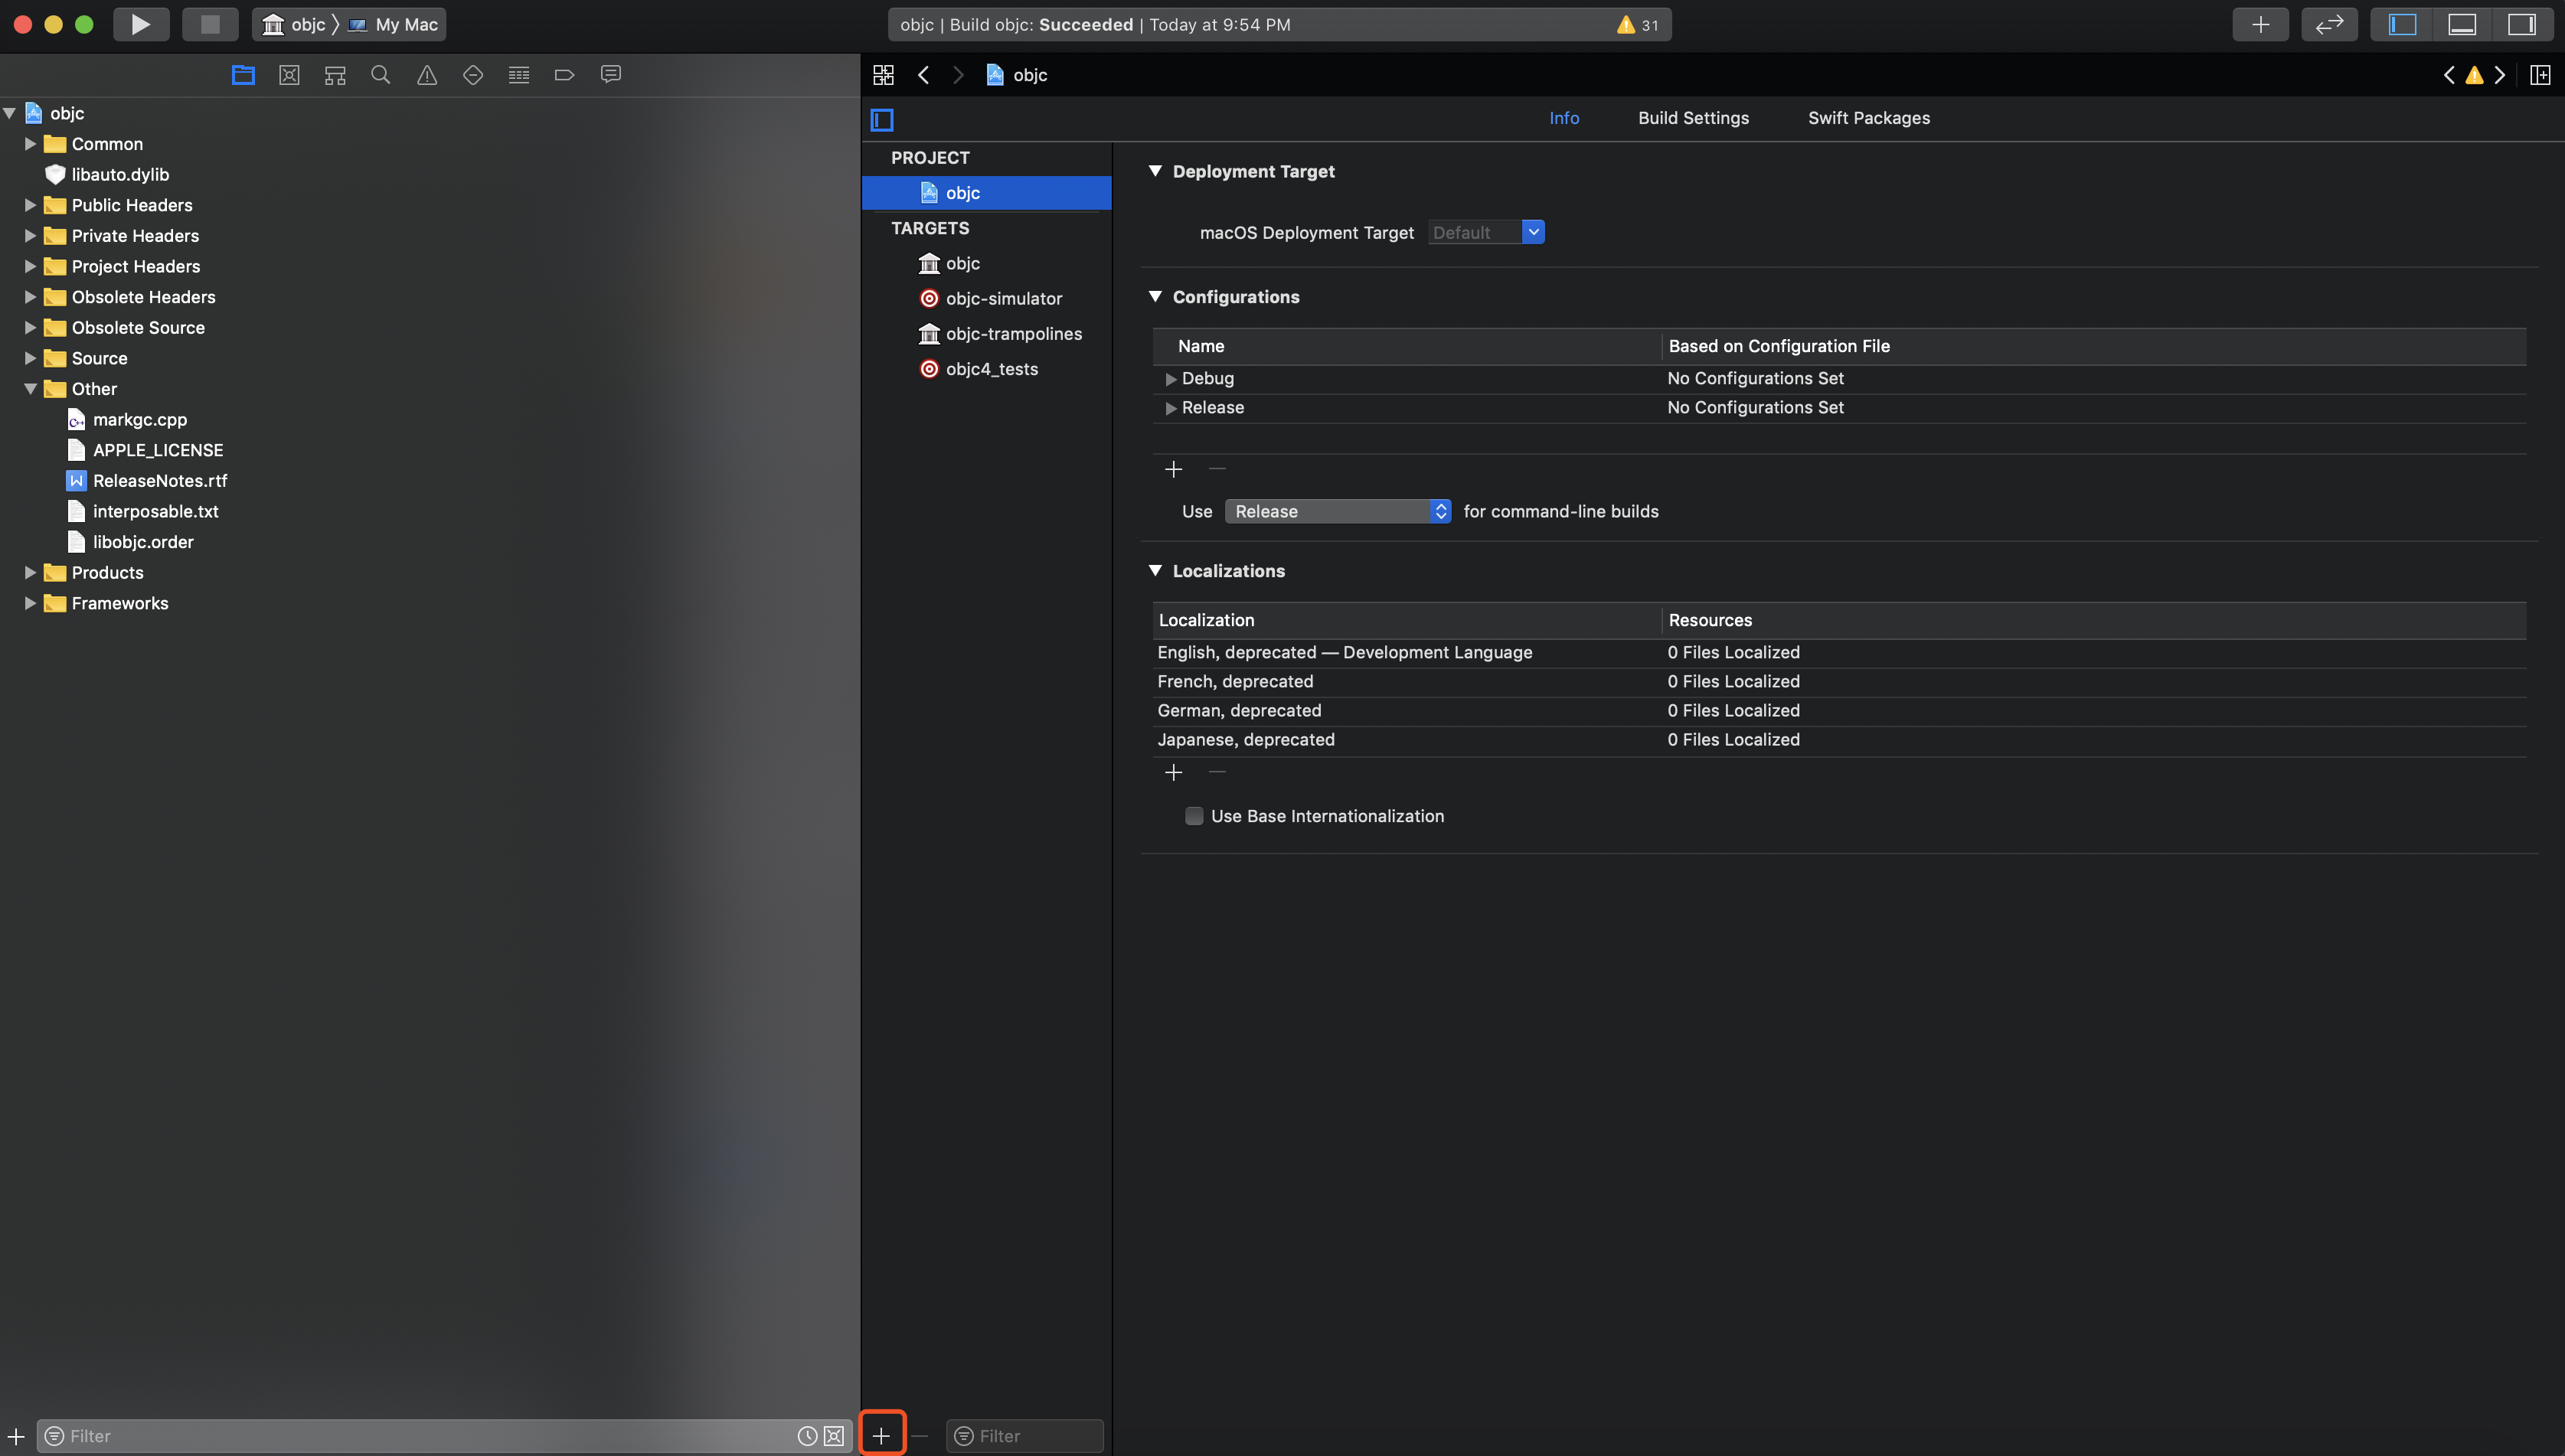 objc 〉 My Mac
objc | Build objc: Succeeded | Today at 9:54 PM
31
objc
Common
libauto.dylib
Public Headers
Private Headers
Project Headers
Obsolete Headers
Obsolete Source
Source
Other
markgc.cpp
APPLE_LICENSE
ReleaseNotes.rtf
interposable.txt
libobjc.order
Products
Frameworks
Filter
objc
Info
Build Settings
Swift Packages
PROJECT
objc
TARGETS
objc
objc-simulator
objc-trampolines
objc4_tests
Filter
Deployment Target
macOS Deployment Target Default
Configurations
Name Based on Configuration File
Debug No Configurations Set
Release No Configurations Set
Use Release for command-line builds
Localizations
Localization Resources
English, deprecated — Development Language 0 Files Localized
French, deprecated 0 Files Localized
German, deprecated 0 Files Localized
Japanese, deprecated 0 Files Localized
Use Base Internationalization